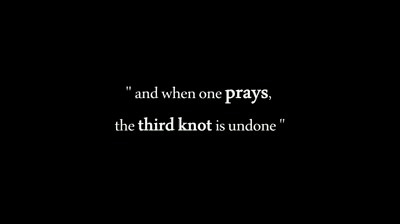 " and when one prays,
the third knot is undone "